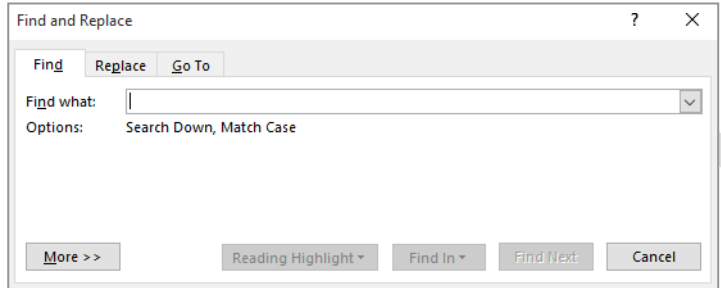 Find and Replace ?
Find Replace Go To
Find what:
Options: Search Down, Match Case
More >> Reading Highlight Find In Find Next Cancel